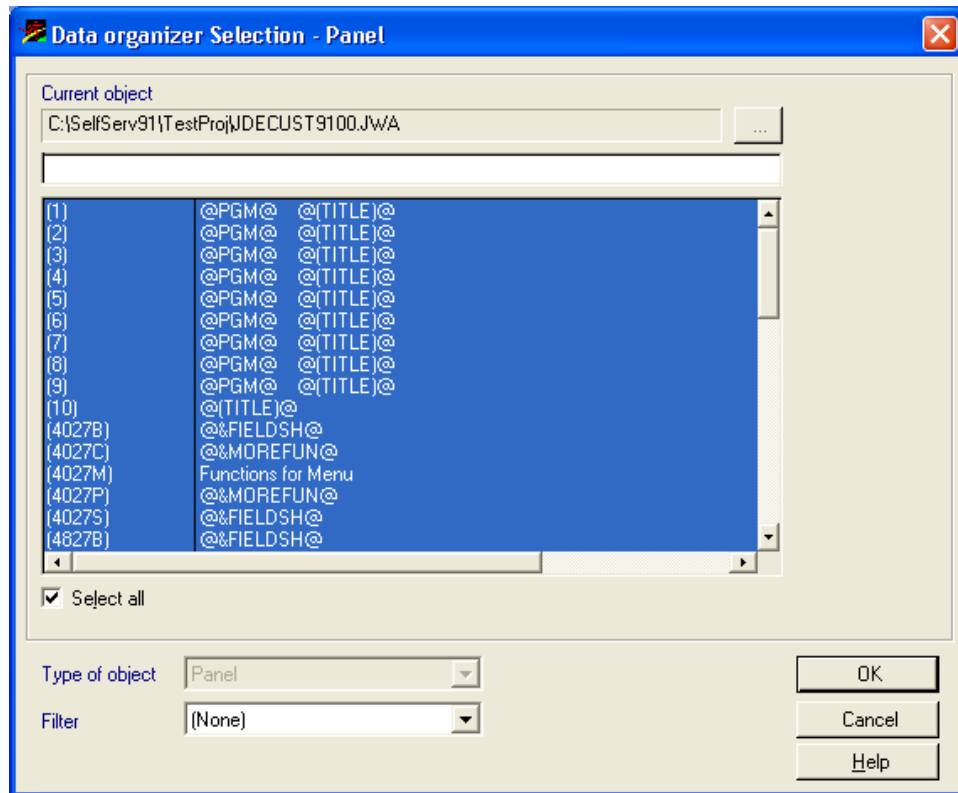 Data organizer Selection - Panel
Current object
C:\SelfServ91\TestProj\JDECUST9100.JWA ...
(1) @PGM@ @(TITLE)@
(2) @PGM@ @(TITLE)@
(3) @PGM@ @(TITLE)@
(4) @PGM@ @(TITLE)@
(5) @PGM@ @(TITLE)@
(6) @PGM@ @(TITLE)@
(7) @PGM@ @(TITLE)@
(8) @PGM@ @(TITLE)@
(9) @PGM@ @(TITLE)@
(10) @(TITLE)@
(4027B) @&FIELDSH@
(4027C) @&MOREFUN@
(4027M) Functions for Menu
(4027P) @&MOREFUN@
(4027S) @&FIELDSH@
(4827B) @&FIELDSH@
Select all
Type of object Panel OK
Filter (None) Cancel
Help